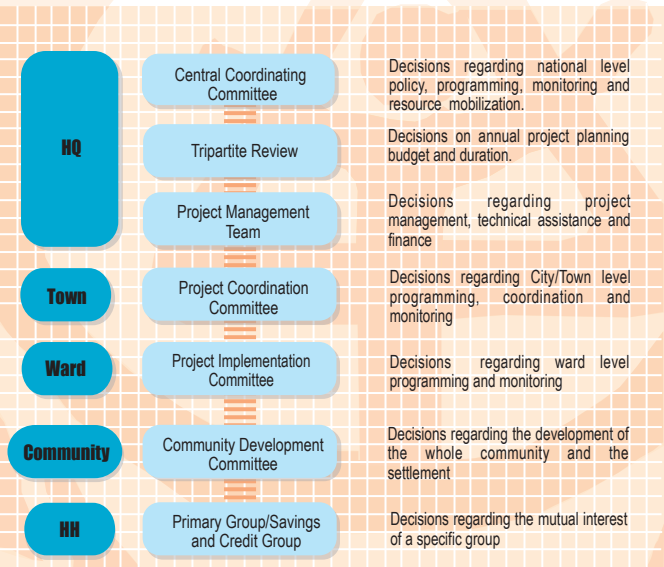 HQ
Central Coordinating
Committee
Decisions regarding national level
policy, programming, monitoring and
resource mobilization.
Tripartite Review
Decisions on annual project planning
budget and duration.
Project Management
Team
Decisions regarding project
management, technical assistance and
finance
Town
Project Coordination
Committee
Decisions regarding City/Town level
programming, coordination and
monitoring
Ward
Project Implementation
Committee
Decisions regarding ward level
programming and monitoring
Community
Community Development
Committee
Decisions regarding the development of
the whole community and the
settlement
HH
Primary Group/Savings
and Credit Group
Decisions regarding the mutual interest
of a specific group